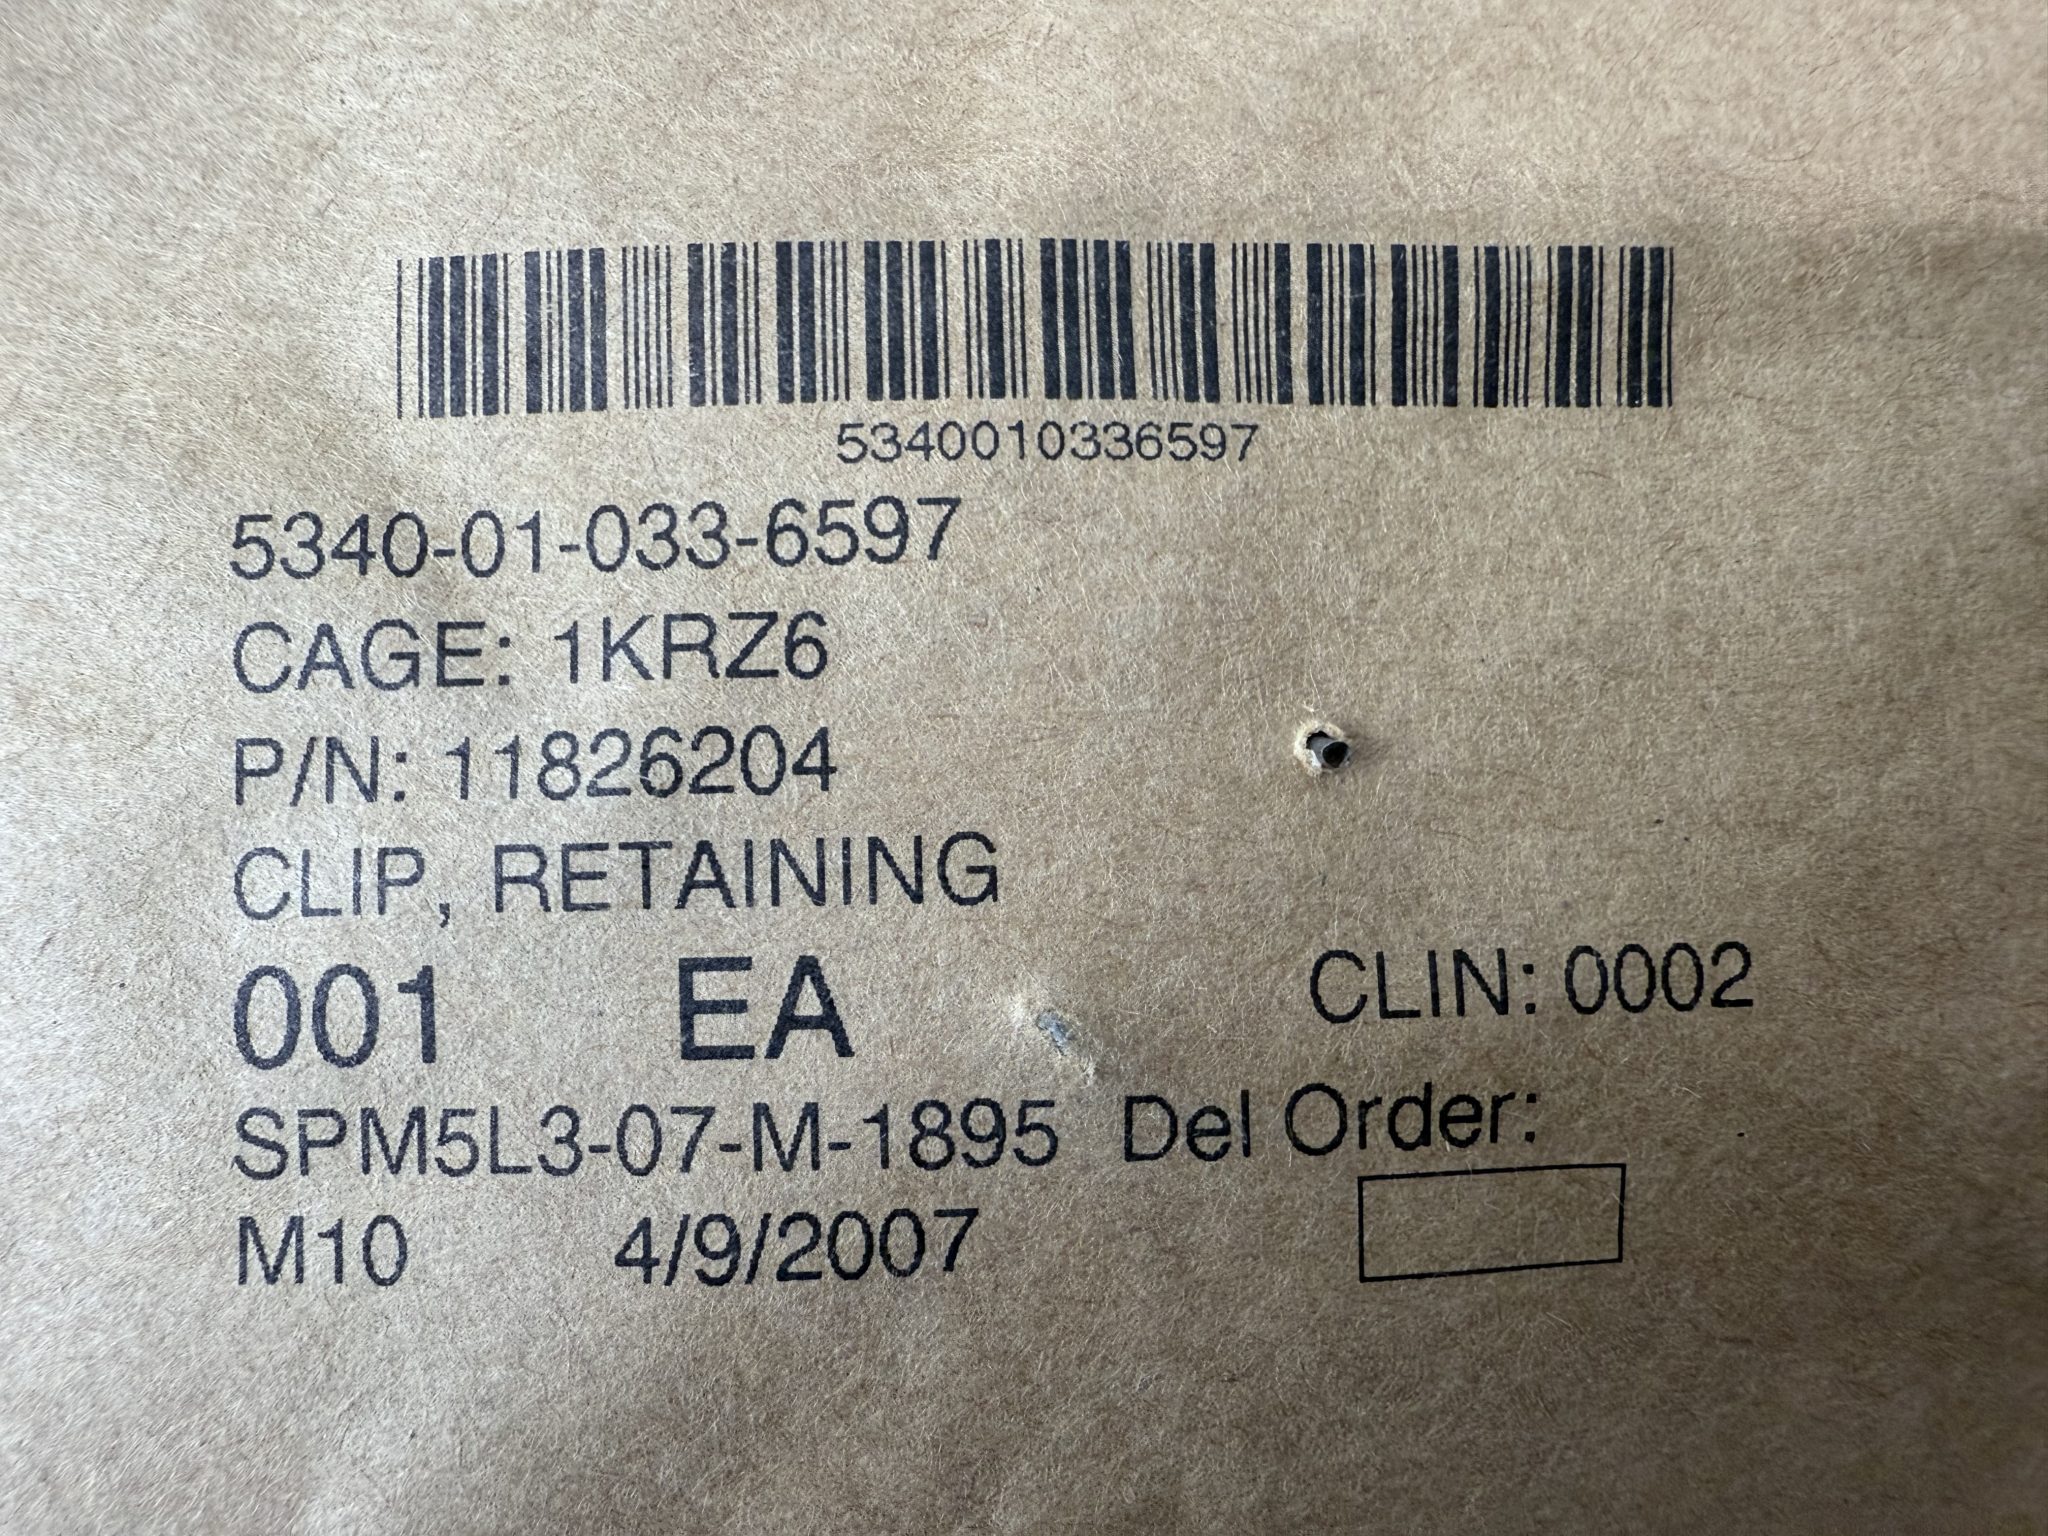 5340010336597
5340-01-033-6597
CAGE: 1KRZ6
P/N: 11826204
CLIP, RETAINING
001 EA CLIN: 0002
SPM5L3-07-M-1895 Del Order:
M10 4/9/2007